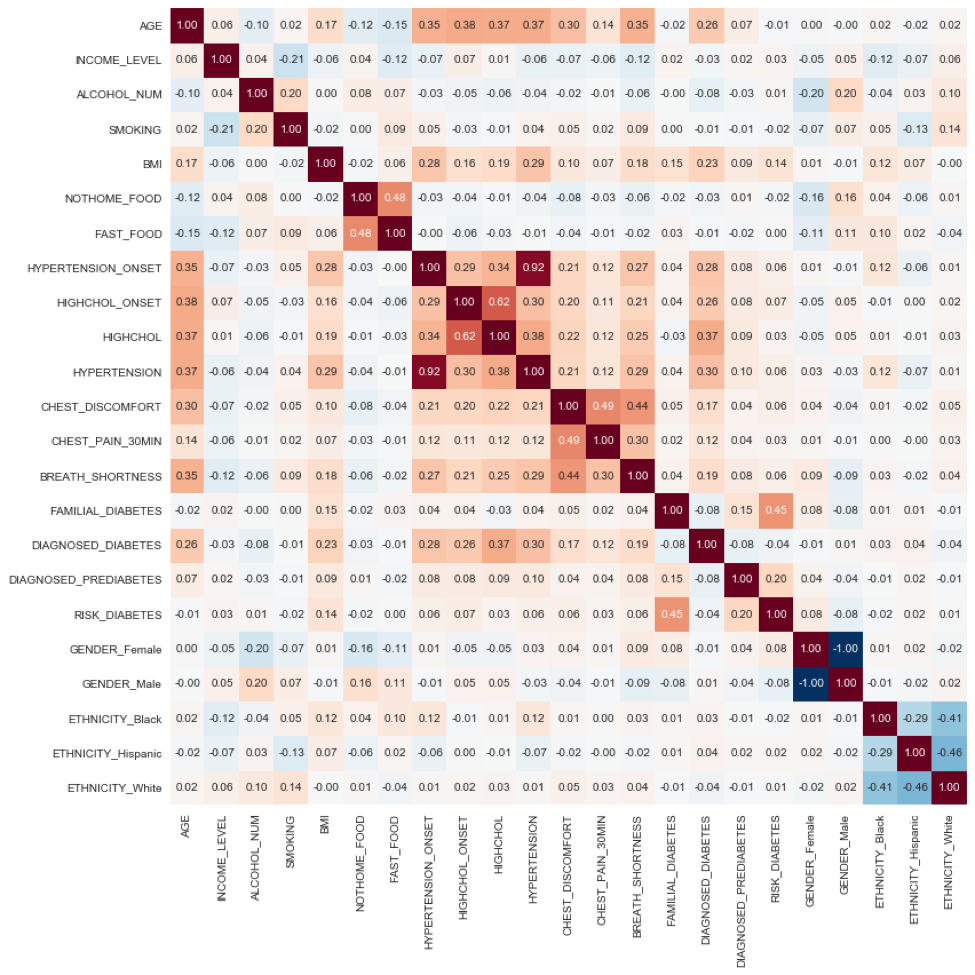 AGE 1.00 0.06 -0.10 0.02 0.17 -0.12 -0.15 0.35 0.38 0.37 0.37 0.30 0.14 0.35 -0.02 0.26 0.07 -0.01 0.00 -0.00 0.02 -0.02 0.02
INCOME_LEVEL 0.06 1.00 0.04 -0.21 -0.06 0.04 -0.12 -0.07 0.07 0.01 -0.06 -0.07 -0.06 -0.12 0.02 -0.03 0.02 0.03 -0.05 0.05 -0.12 -0.07 0.06
ALCOHOL_NUM -0.10 0.04 1.00 0.20 0.00 0.08 0.07 -0.03 -0.05 -0.06 -0.04 -0.02 -0.01 -0.06 -0.00 -0.08 -0.03 0.01 -0.20 0.20 -0.04 0.03 0.10
SMOKING 0.02 -0.21 0.20 1.00 -0.02 0.00 0.09 0.05 -0.03 -0.01 0.04 0.05 0.02 0.09 0.00 -0.01 -0.01 -0.02 -0.07 0.07 0.05 -0.13 0.14
BMI 0.17 -0.06 0.00 -0.02 1.00 -0.02 0.06 0.28 0.16 0.19 0.29 0.10 0.07 0.18 0.15 0.23 0.09 0.14 0.01 -0.01 0.12 0.07 -0.00
NOTHOME_FOOD -0.12 0.04 0.08 0.00 -0.02 1.00 0.48 -0.03 -0.04 -0.01 -0.04 -0.08 -0.03 -0.06 -0.02 -0.03 0.01 -0.02 -0.16 0.16 0.04 -0.06 0.01
FAST_FOOD -0.15 -0.12 0.07 0.09 0.06 0.48 1.00 -0.00 -0.06 -0.03 -0.01 -0.04 -0.01 -0.02 0.03 -0.01 -0.02 0.00 -0.11 0.11 0.10 0.02 -0.04
HYPERTENSION_ONSET 0.35 -0.07 -0.03 0.05 0.28 -0.03 -0.00 1.00 0.29 0.34 0.92 0.21 0.12 0.27 0.04 0.28 0.08 0.06 0.01 -0.01 0.12 -0.06 0.01
HIGHCHOL_ONSET 0.38 0.07 -0.05 -0.03 0.16 -0.04 -0.06 0.29 1.00 0.62 0.30 0.20 0.11 0.21 0.04 0.26 0.08 0.07 -0.05 0.05 -0.01 0.00 0.02
HIGHCHOL 0.37 0.01 -0.06 -0.01 0.19 -0.01 -0.03 0.34 0.62 1.00 0.38 0.22 0.12 0.25 -0.03 0.37 0.09 0.03 -0.05 0.05 0.01 -0.01 0.03
HYPERTENSION 0.37 -0.06 -0.04 0.04 0.29 -0.04 -0.01 0.92 0.30 0.38 1.00 0.21 0.12 0.29 0.04 0.30 0.10 0.06 0.03 -0.03 0.12 -0.07 0.01
CHEST_DISCOMFORT 0.30 -0.07 -0.02 0.05 0.10 -0.08 -0.04 0.21 0.20 0.22 0.21 1.00 0.49 0.44 0.05 0.17 0.04 0.06 0.04 -0.04 0.01 -0.02 0.05
CHEST_PAIN_30MIN 0.14 -0.06 -0.01 0.02 0.07 -0.03 -0.01 0.12 0.11 0.12 0.12 0.49 1.00 0.30 0.02 0.12 0.04 0.03 0.01 -0.01 0.00 -0.00 0.03
BREATH_SHORTNESS 0.35 -0.12 -0.06 0.09 0.18 -0.06 -0.02 0.27 0.21 0.25 0.29 0.44 0.30 1.00 0.04 0.19 0.08 0.06 0.09 -0.09 0.03 -0.02 0.04
FAMILIAL_DIABETES -0.02 0.02 -0.00 0.00 0.15 -0.02 0.03 0.04 0.04 -0.03 0.04 0.05 0.02 0.04 1.00 -0.08 0.15 0.45 0.08 -0.08 0.01 0.01 -0.01
DIAGNOSED_DIABETES 0.26 -0.03 -0.08 -0.01 0.23 -0.03 -0.01 0.28 0.26 0.37 0.30 0.17 0.12 0.19 -0.08 1.00 -0.08 -0.04 -0.01 0.01 0.03 0.04 -0.04
DIAGNOSED_PREDIABETES 0.07 0.02 -0.03 -0.01 0.09 0.01 -0.02 0.08 0.08 0.09 0.10 0.04 0.04 0.08 0.15 -0.08 1.00 0.20 0.04 -0.04 -0.01 0.02 -0.01
RISK_DIABETES -0.01 0.03 0.01 -0.02 0.14 -0.02 0.00 0.06 0.07 0.03 0.06 0.06 0.03 0.06 0.45 -0.04 0.20 1.00 0.08 -0.08 -0.02 0.02 0.01
GENDER_Female 0.00 -0.05 -0.20 -0.07 0.01 -0.16 -0.11 0.01 -0.05 -0.05 0.03 0.04 0.01 0.09 0.08 -0.01 0.04 0.08 1.00 -1.00 0.01 0.02 -0.02
GENDER_Male -0.00 0.05 0.20 0.07 -0.01 0.16 0.11 -0.01 0.05 0.05 -0.03 -0.04 -0.01 -0.09 -0.08 0.01 -0.04 -0.08 -1.00 1.00 -0.01 -0.02 0.02
ETHNICITY_Black 0.02 -0.12 -0.04 0.05 0.12 0.04 0.10 0.12 -0.01 0.01 0.12 0.01 0.00 0.03 0.01 0.03 -0.01 -0.02 0.01 -0.01 1.00 -0.29 -0.41
ETHNICITY_Hispanic -0.02 -0.07 0.03 -0.13 0.07 -0.06 0.02 -0.06 0.00 -0.01 -0.07 -0.02 -0.00 -0.02 0.01 0.04 0.02 0.02 0.02 -0.02 -0.29 1.00 -0.46
ETHNICITY_White 0.02 0.06 0.10 0.14 -0.00 0.01 -0.04 0.01 0.02 0.03 0.01 0.05 0.03 0.04 -0.01 -0.04 -0.01 0.01 -0.02 0.02 -0.41 -0.46 1.00
AGE
INCOME_LEVEL
ALCOHOL_NUM
SMOKING
BMI
NOTHOME_FOOD
FAST_FOOD
HYPERTENSION_ONSET
HIGHCHOL_ONSET
HIGHCHOL
HYPERTENSION
CHEST_DISCOMFORT
CHEST_PAIN_30MIN
BREATH_SHORTNESS
FAMILIAL_DIABETES
DIAGNOSED_DIABETES
DIAGNOSED_PREDIABETES
RISK_DIABETES
GENDER_Female
GENDER_Male
ETHNICITY_Black
ETHNICITY_Hispanic
ETHNICITY_White